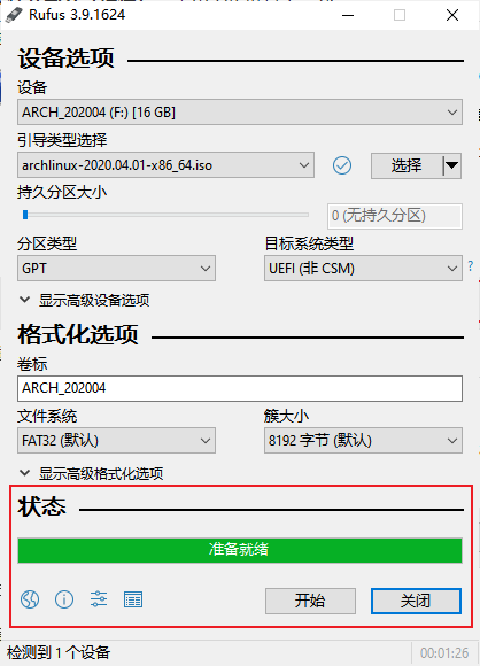 Rufus 3.9.1624
设备选项
设备
ARCH_202004 (F:) [16 GB]
引导类型选择
archlinux-2020.04.01-x86_64.iso
选择
持久分区大小
0 (无持久分区)
分区类型
目标系统类型
GPT
UEFI (非 CSM)
?
显示高级设备选项
格式化选项
卷标
ARCH_202004
文件系统
簇大小
FAT32 (默认)
8192 字节 (默认)
显示高级格式化选项
状态
准备就绪
开始
关闭
检测到 1 个设备
00:01:26